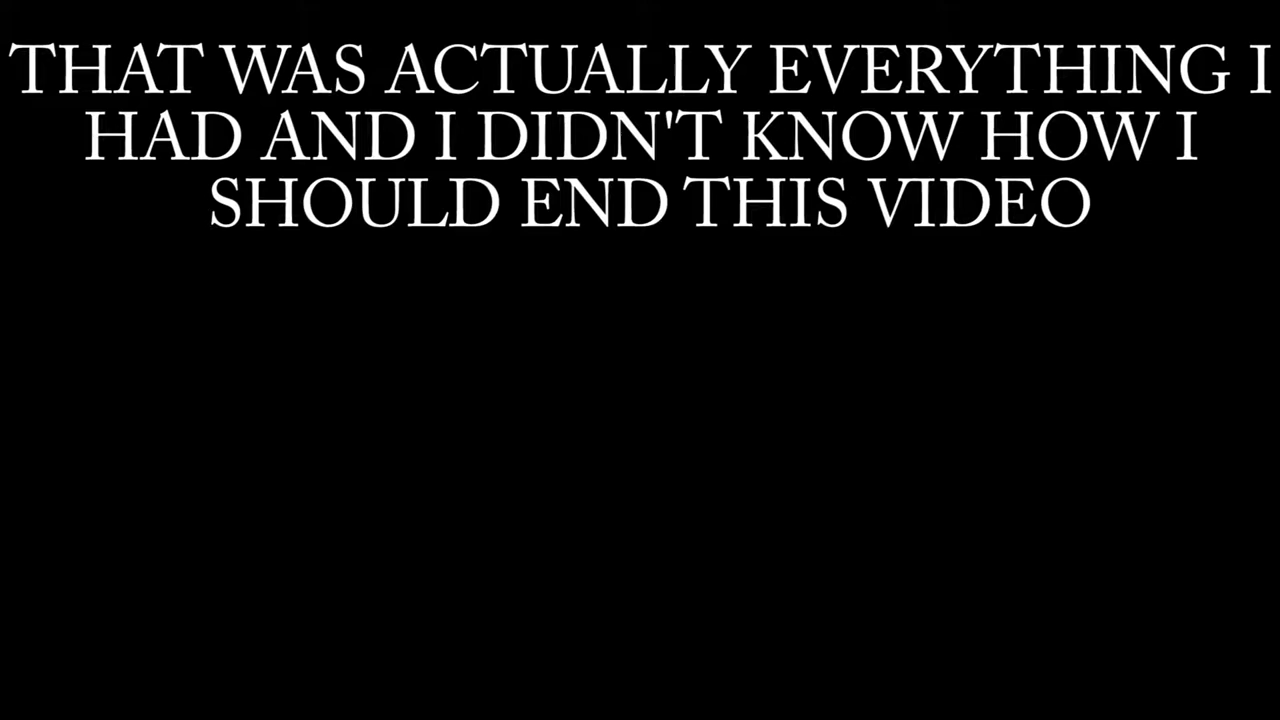 THAT WAS ACTUALLY EVERYTHING I
HAD AND I DIDN'T KNOW HOW I
SHOULD END THIS VIDEO